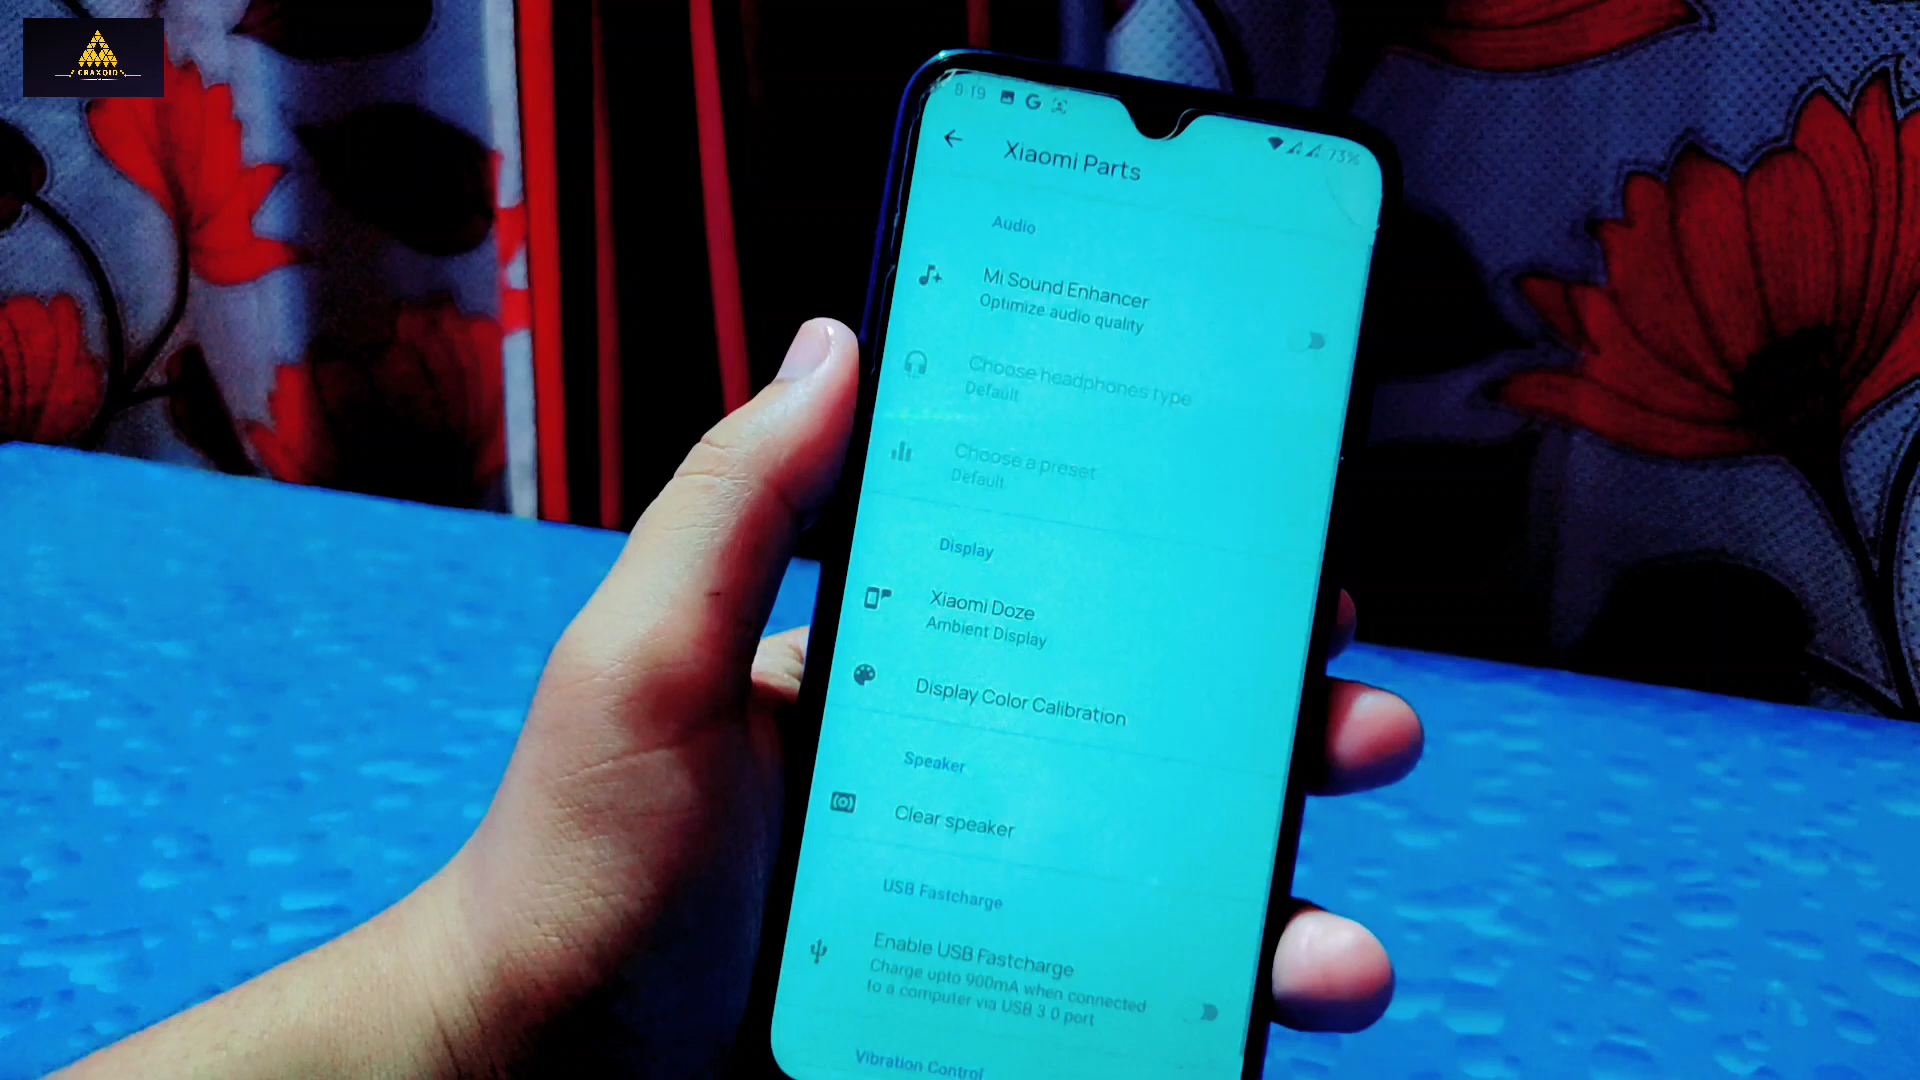 CRAXOID
8:19
73%
Xiaomi Parts
Audio
Mi Sound Enhancer
Optimize audio quality
Choose headphones type
Default
Choose a preset
Default
Display
Xiaomi Doze
Ambient Display
Display Color Calibration
Speaker
Clear speaker
USB Fastcharge
Enable USB Fastcharge
Charge upto 900mA when connected
to a computer via USB 3.0 port
Vibration Control